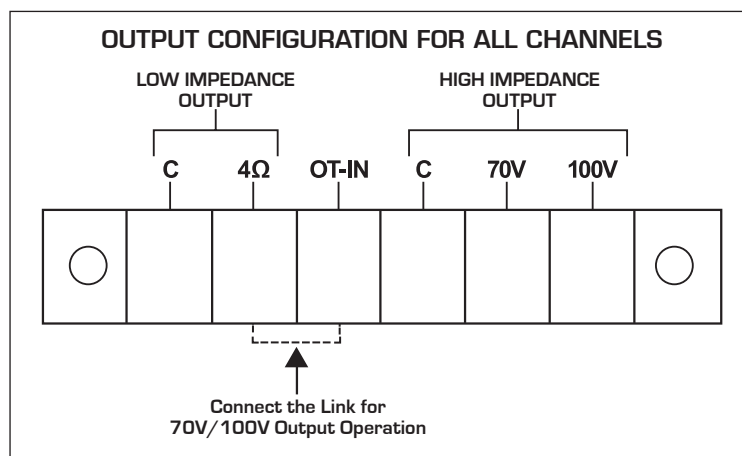 OUTPUT CONFIGURATION FOR ALL CHANNELS
LOW IMPEDANCE
OUTPUT
HIGH IMPEDANCE
OUTPUT
C 4Ω OT-IN C 70V 100V
Connect the Link for
70V/100V Output Operation